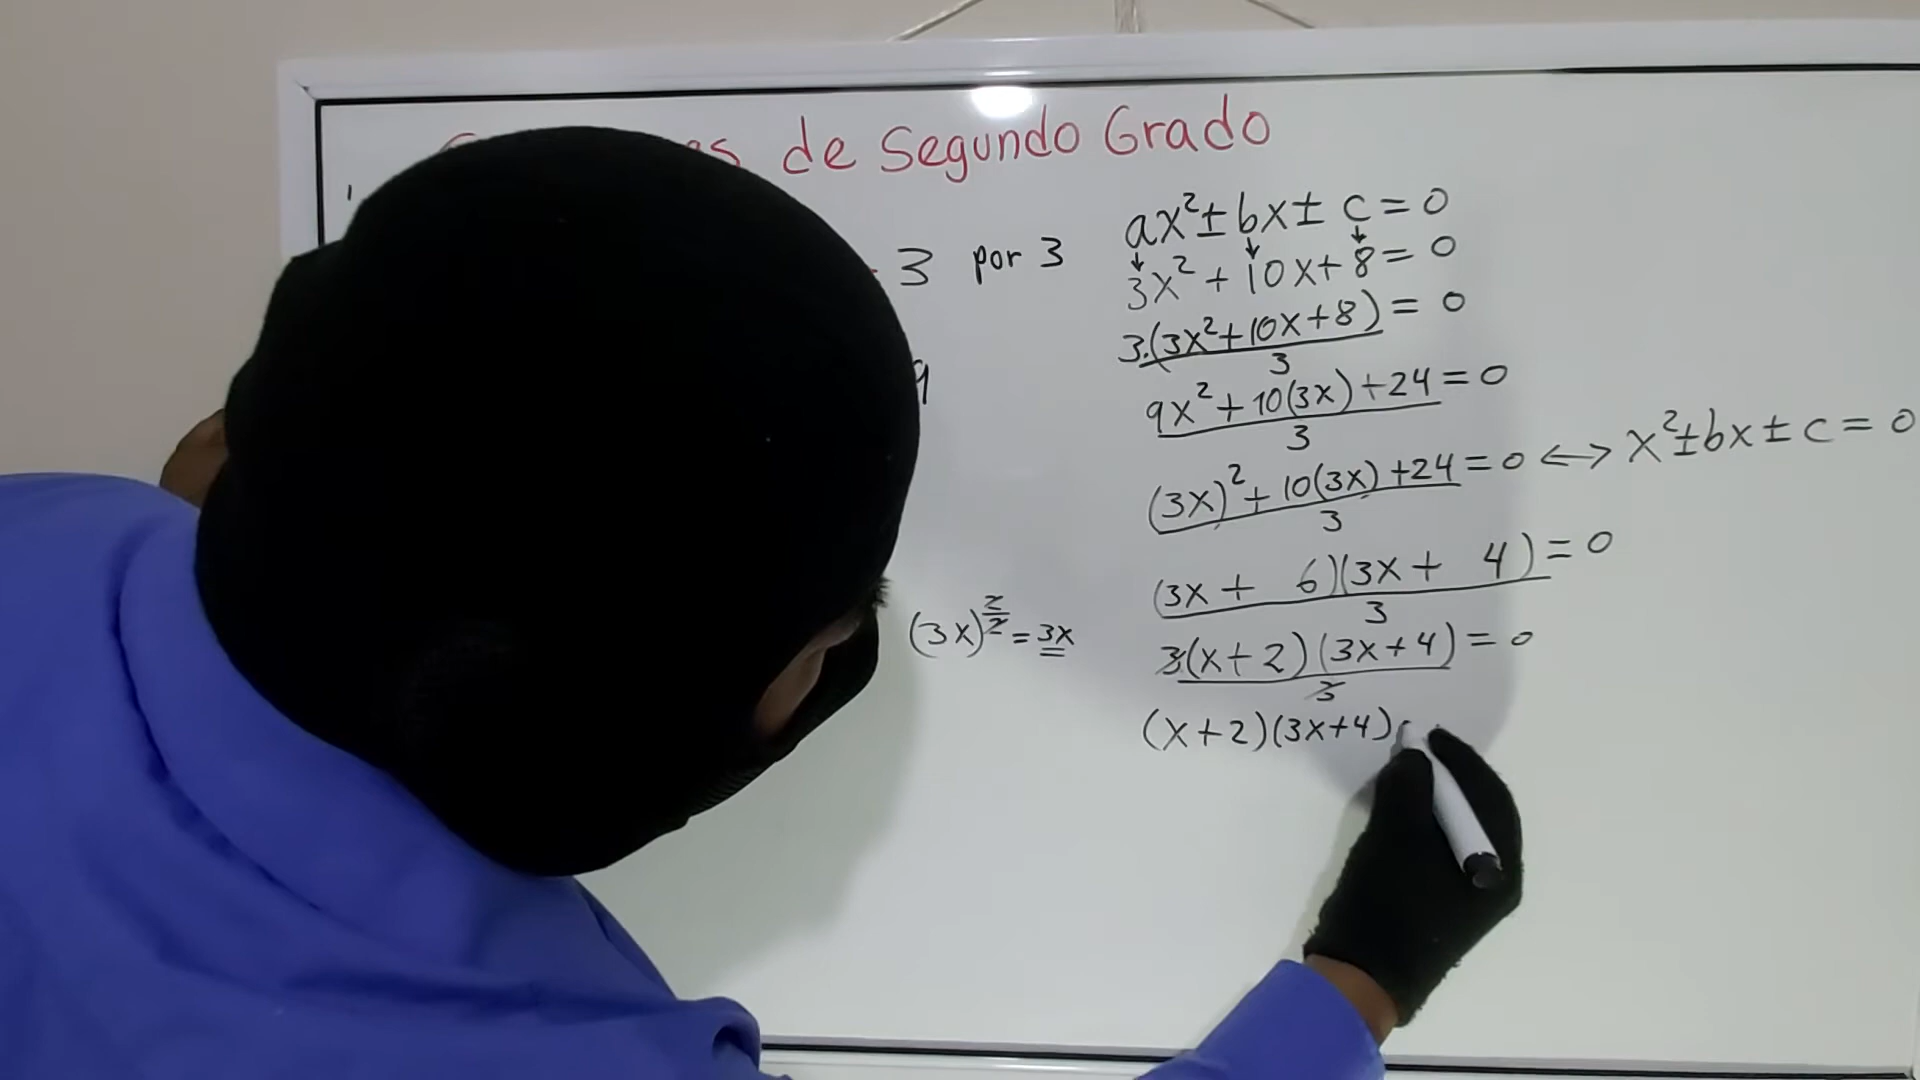 de Segundo Grado
3 por 3
9
(3x)^(2/2) = 3x
ax² ± bx ± c = 0
3x² + 10x + 8 = 0
3.(3x² + 10x + 8) / 3 = 0
9x² + 10(3x) + 24 / 3 = 0
(3x)² + 10(3x) + 24 / 3 = 0 ↔ x² ± bx ± c = 0
(3x + 6)(3x + 4) / 3 = 0
3(x + 2)(3x + 4) / 3 = 0
(x + 2)(3x + 4)